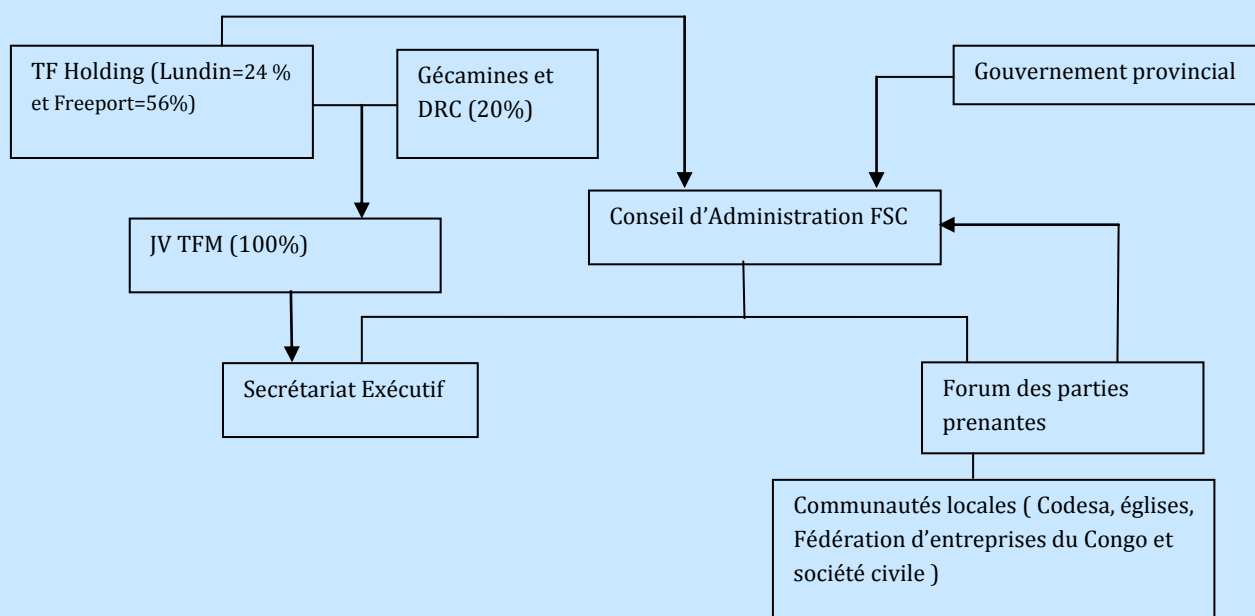 TF Holding (Lundin=24 %
et Freeport=56%)
Gécamines et
DRC (20%)
Gouvernement provincial
Conseil d’Administration FSC
JV TFM (100%)
Secrétariat Exécutif
Forum des parties
prenantes
Communautés locales ( Codesa, églises,
Fédération d’entreprises du Congo et
société civile )